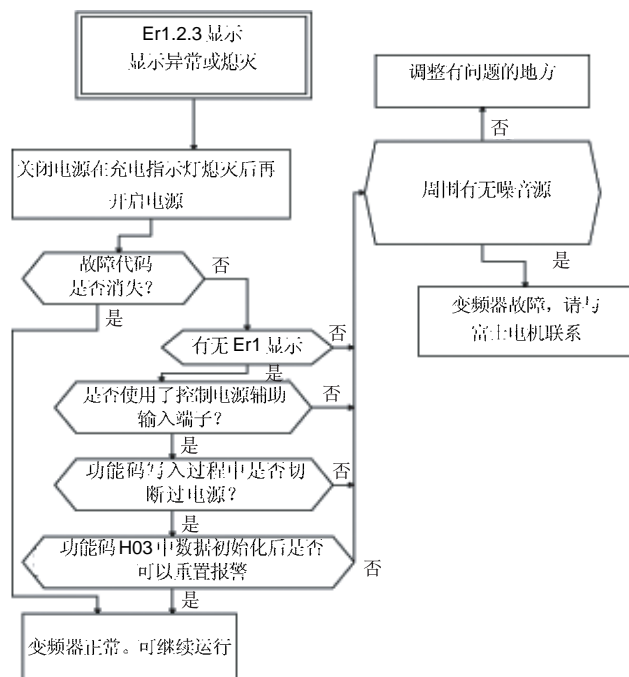 Er1.2.3 显示
显示异常或熄灭
关闭电源在充电指示灯熄灭后再
开启电源
故障代码
是否消失？
否
是
有无 Er1 显示
否
是
是否使用了控制电源辅助
输入端子？
否
是
功能码写入过程中是否切
断过电源？
否
是
功能码 H03 中数据初始化后是否
可以重置报警
否
是
变频器正常。可继续运行
调整有问题的地方
否
周围有无噪音源
是
变频器故障，请与
富士电机联系